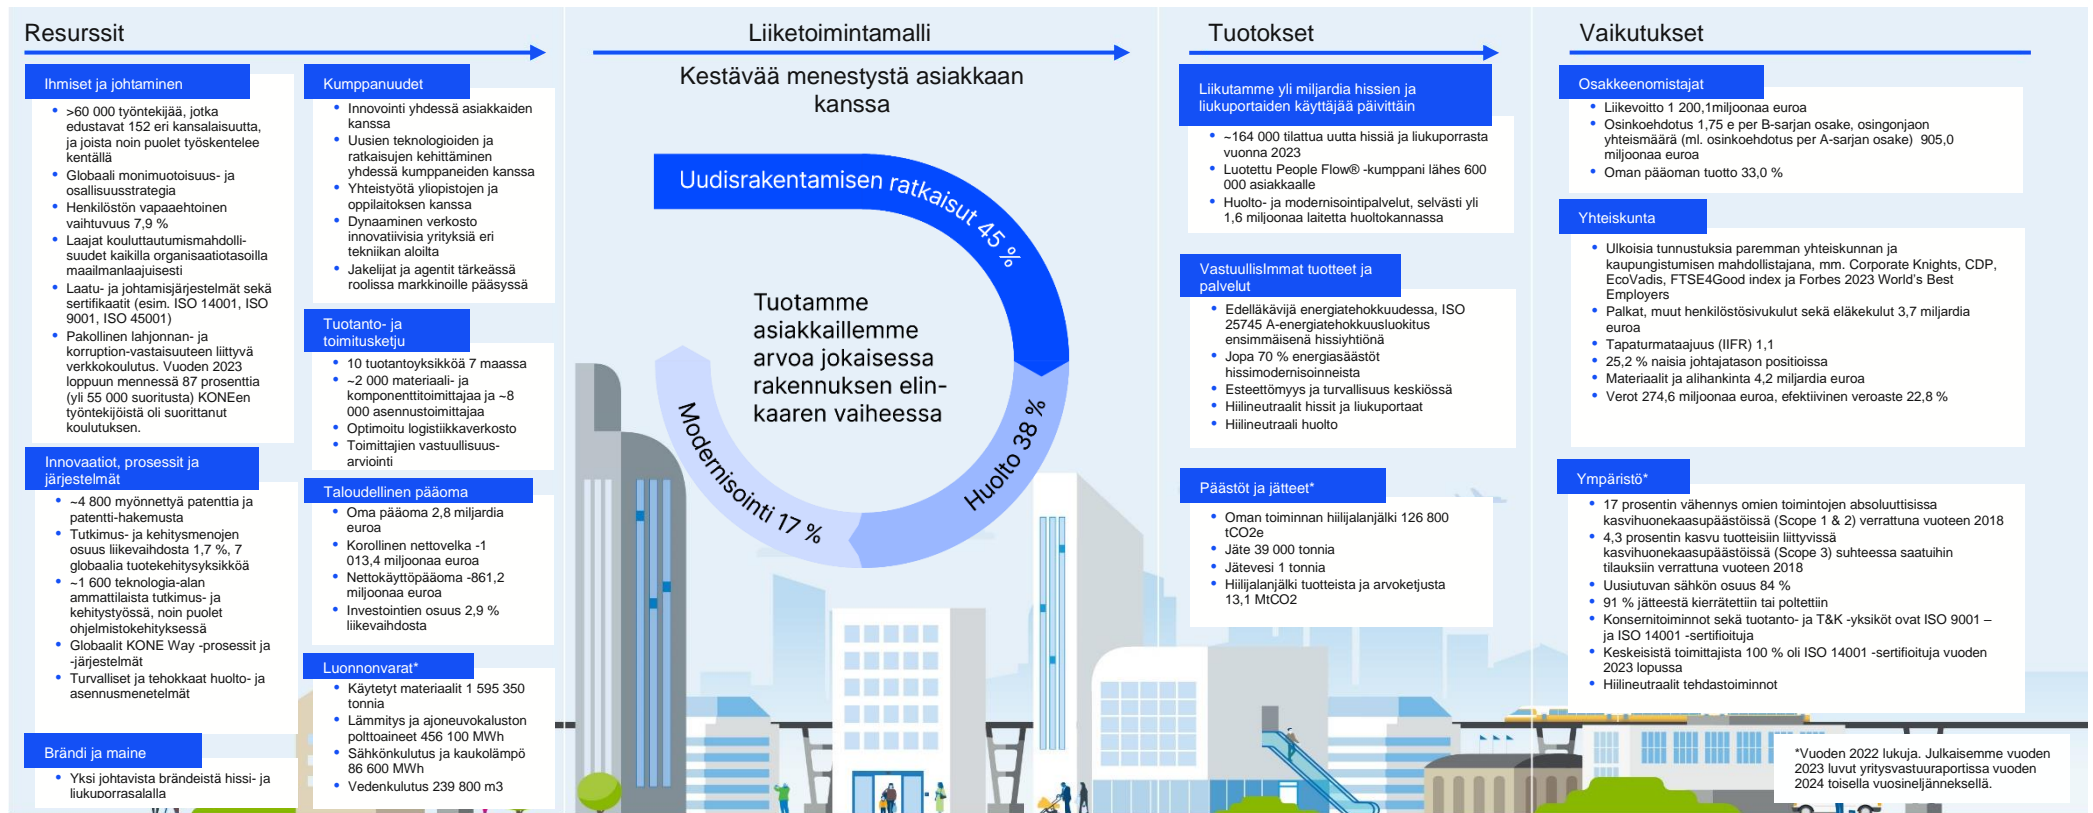 Resurssit
Ihmiset ja johtaminen
>60 000 työntekijää, jotka
edustavat 152 eri kansalaisuutta,
ja joista noin puolet työskentelee
kentällä
Globaali monimuotoisuus- ja
osallisuusstrategia
Henkilöstön vapaaehtoinen
vaihtuvuus 7,9 %
Laajat kouluttautumismahdolli-
suudet kaikilla organisaatiotasoilla
maailmanlaajuisesti
Laatu- ja johtamisjärjestelmät sekä
sertifikaatit (esim. ISO 14001, ISO
9001, ISO 45001)
Pakollinen lahjonnan- ja
korruption-vastaisuuteen liittyvä
verkkokoulutus. Vuoden 2023
loppuun mennessä 87 prosenttia
(yli 55 000 suoritusta) KONEen
työntekijöistä oli suorittanut
koulutuksen.
Innovaatiot, prosessit ja
järjestelmät
~4 800 myönnettyä patenttia ja
patentti-hakemusta
Tutkimus- ja kehitysmenojen
osuus liikevaihdosta 1,7 %, 7
globaalia tuotekehitysyksikköä
~1 600 teknologia-alan
ammattilaista tutkimus- ja
kehitystyössä, noin puolet
ohjelmistokehityksessä
Globaalit KONE Way -prosessit ja
-järjestelmät
Turvalliset ja tehokkaat huolto- ja
asennusmenetelmät
Brändi ja maine
Yksi johtavista brändeistä hissi- ja
liukuporrasalalla
Kumppanuudet
Innovointi yhdessä asiakkaiden
kanssa
Uusien teknologioiden ja
ratkaisujen kehittäminen
yhdessä kumppaneiden kanssa
Yhteistyötä yliopistojen ja
oppilaitoksen kanssa
Dynaaminen verkosto
innovatiivisia yrityksiä eri
tekniikan aloilta
Jakelijat ja agentit tärkeässä
roolissa markkinoille pääsyssä
Tuotanto- ja
toimitusketju
10 tuotantoyksikköä 7 maassa
~2 000 materiaali- ja
komponenttitoimittajaa ja ~8
000 asennustoimittajaa
Optimoitu logistiikkaverkosto
Toimittajien vastuullisuus-
arviointi
Taloudellinen pääoma
Oma pääoma 2,8 miljardia
euroa
Korollinen nettovelka -1
013,4 miljoonaa euroa
Nettokäyttöpääoma -861,2
miljoonaa euroa
Investointien osuus 2,9 %
liikevaihdosta
Luonnonvarat*
Käytetyt materiaalit 1 595 350
tonnia
Lämmitys ja ajoneuvokaluston
polttoaineet 456 100 MWh
Sähkönkulutus ja kaukolämpö
86 600 MWh
Vedenkulutus 239 800 m3
Liiketoimintamalli
Kestävää menestystä asiakkaan
kanssa
Uudisrakentamisen ratkaisut 45 %
Huolto 38 %
Modernisointi 17 %
Tuotamme
asiakkaillemme
arvoa jokaisessa
rakennuksen elin-
kaaren vaiheessa
Tuotokset
Liikutamme yli miljardia hissien ja
liukuportaiden käyttäjää päivittäin
~164 000 tilattua uutta hissiä ja liukuporrasta
vuonna 2023
Luotettu People Flow® -kumppani lähes 600
000 asiakkaalle
Huolto- ja modernisointipalvelut, selvästi yli
1,6 miljoonaa laitetta huoltokannassa
VastuullisImmat tuotteet ja
palvelut
Edelläkävijä energiatehokkuudessa, ISO
25745 A-energiatehokkuusluokitus
ensimmäisenä hissiyhtiönä
Jopa 70 % energiasäästöt
hissimodernisoinneista
Esteettömyys ja turvallisuus keskiössä
Hiilineutraalit hissit ja liukuportaat
Hiilineutraali huolto
Päästöt ja jätteet*
Oman toiminnan hiilijalanjälki 126 800
tCO2e
Jäte 39 000 tonnia
Jätevesi 1 tonnia
Hiilijalanjälki tuotteista ja arvoketjusta
13,1 MtCO2
Vaikutukset
Osakkeenomistajat
Liikevoitto 1 200,1miljoonaa euroa
Osinkoehdotus 1,75 e per B-sarjan osake, osingonjaon
yhteismäärä (ml. osinkoehdotus per A-sarjan osake) 905,0
miljoonaa euroa
Oman pääoman tuotto 33,0 %
Yhteiskunta
Ulkoisia tunnustuksia paremman yhteiskunnan ja
kaupungistumisen mahdollistajana, mm. Corporate Knights, CDP,
EcoVadis, FTSE4Good index ja Forbes 2023 World's Best
Employers
Palkat, muut henkilöstösivukulut sekä eläkekulut 3,7 miljardia
euroa
Tapaturmataajuus (IIFR) 1,1
25,2 % naisia johtajatason positioissa
Materiaalit ja alihankinta 4,2 miljardia euroa
Verot 274,6 miljoonaa euroa, efektiivinen veroaste 22,8 %
Ympäristö*
17 prosentin vähennys omien toimintojen absoluuttisissa
kasvihuonekaasupäästöissä (Scope 1 & 2) verrattuna vuoteen 2018
4,3 prosentin kasvu tuotteisiin liittyvissä
kasvihuonekaasupäästöissä (Scope 3) suhteessa saatuihin
tilauksiin verrattuna vuoteen 2018
Uusiutuvan sähkön osuus 84 %
91 % jätteestä kierrätettiin tai poltettiin
Konsernitoiminnot sekä tuotanto- ja T&K -yksiköt ovat ISO 9001 –
ja ISO 14001 -sertifioituja
Keskeisistä toimittajista 100 % oli ISO 14001 -sertifioituja vuoden
2023 lopussa
Hiilineutraalit tehdastoiminnot
*Vuoden 2022 lukuja. Julkaisemme vuoden
2023 luvut yritysvastuuraportissa vuoden
2024 toisella vuosineljänneksellä.